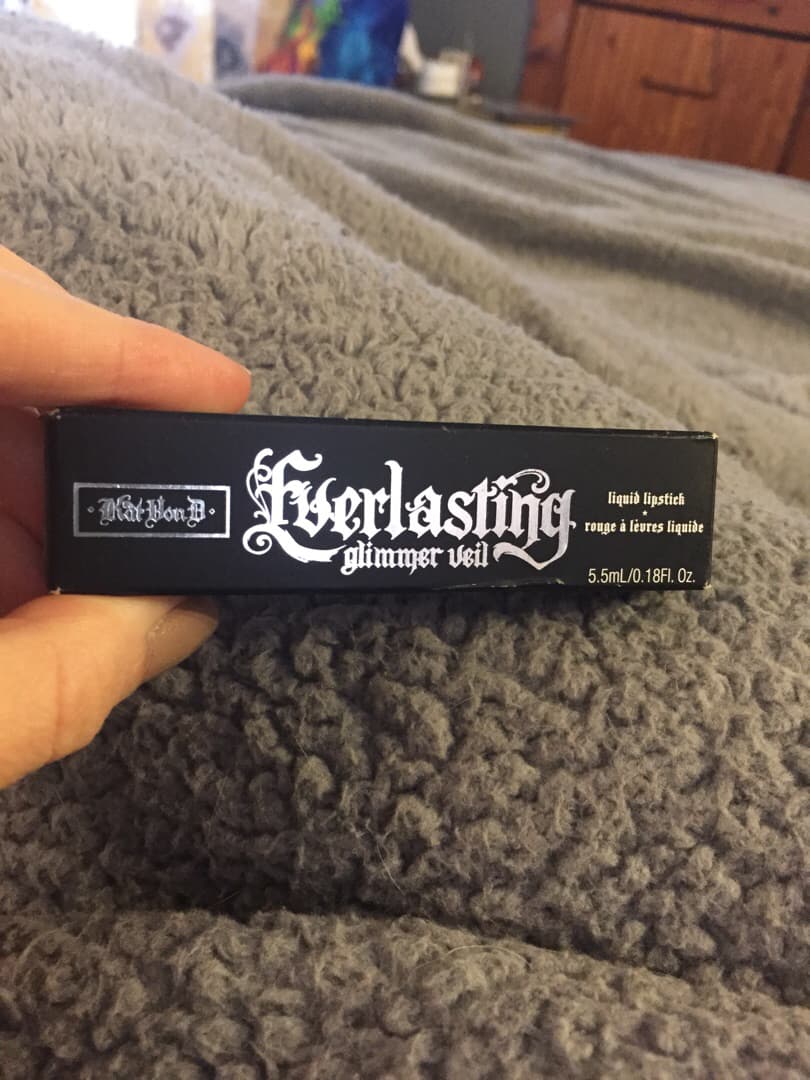 ·Kat Von D·
Everlasting
glimmer veil
liquid lipstick
*
rouge à lèvres liquide
5.5mL/0.18Fl. Oz.